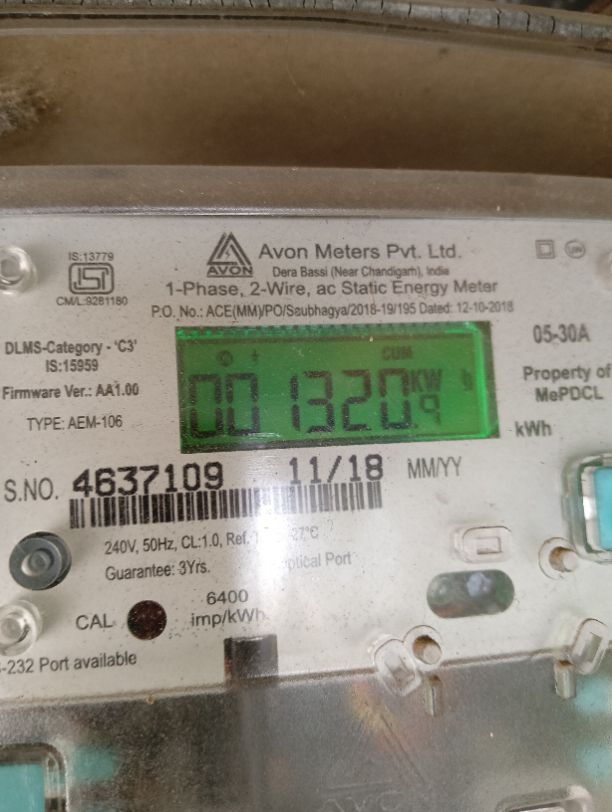 IS:13779
CM/L:9281180
AVON
Avon Meters Pvt. Ltd.
Dera Bassi (Near Chandigarh), India
1-Phase, 2-Wire, ac Static Energy Meter
P.O. No.: ACE(MM)/PO/Saubhagya/2018-19/195 Dated: 12-10-2018
DLMS-Category - 'C3'
IS:15959
Firmware Ver.: AA1.00
TYPE: AEM-106
CUM
001320.9 KW h
05-30A
Property of
MePDCL
kWh
S.NO. 4637109 11/18 MM/YY
240V, 50Hz, CL:1.0, Ref. 27°C
Guarantee: 3Yrs. Optical Port
6400
CAL imp/kWh
-232 Port available
AVON